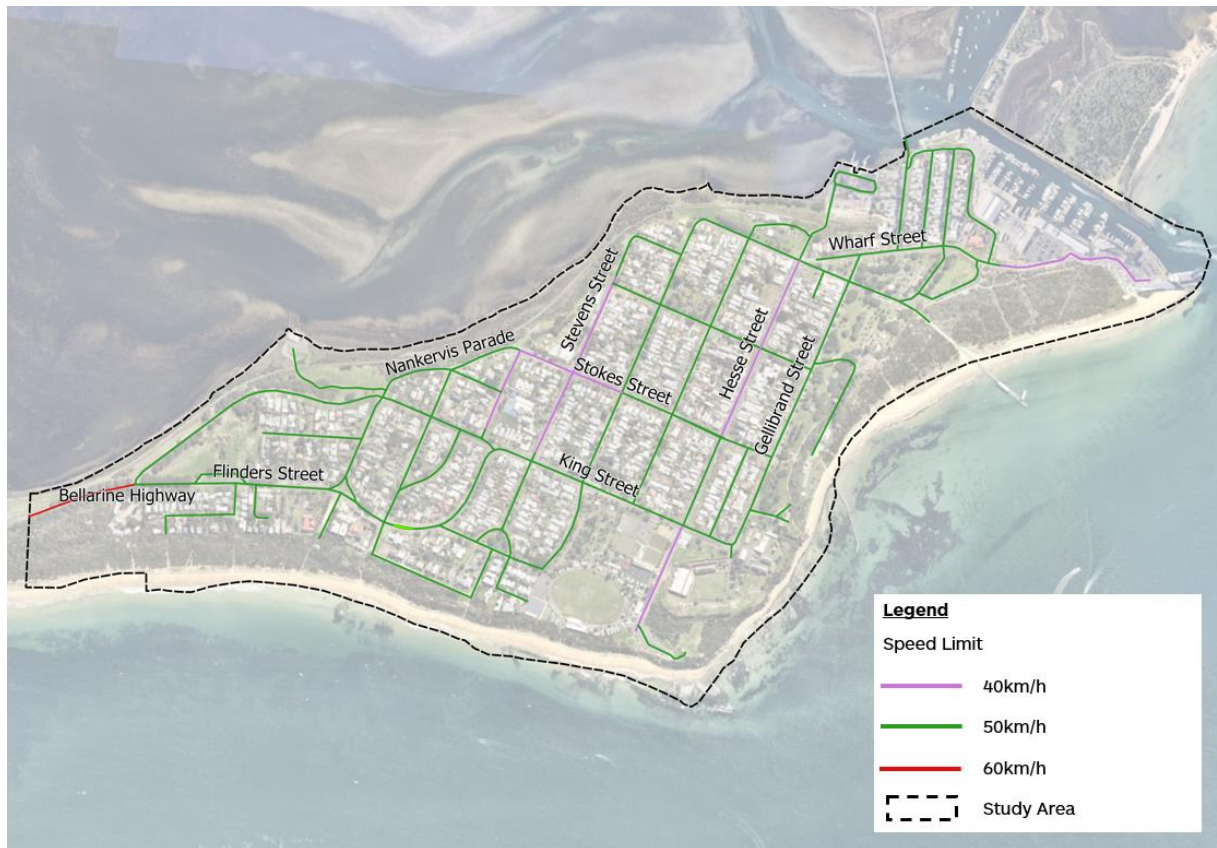 Wharf Street
Stevens Street
Nankervis Parade
Stokes Street
Hesse Street
Gellibrand Street
King Street
Flinders Street
Bellarine Highway
Legend
Speed Limit
40km/h
50km/h
60km/h
Study Area